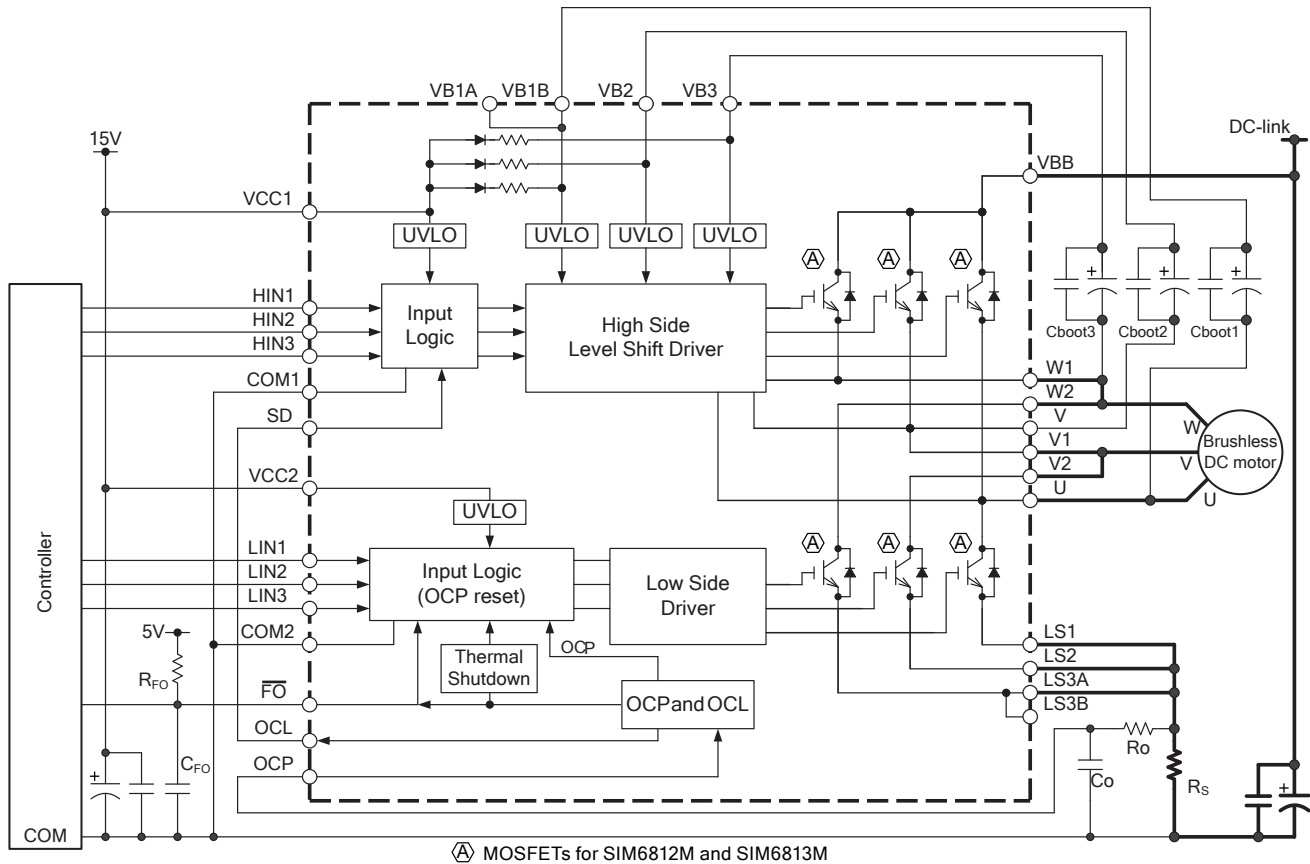 VB1A
VB1B
VB2
VB3
15V
DC-link
VBB
VCC1
UVLO
UVLO
UVLO
UVLO
A
A
A
HIN1
HIN2
HIN3
Input
Logic
High Side
Level Shift Driver
Cboot3
Cboot2
Cboot1
COM1
SD
W1
W2
V
V1
V2
U
W
V
U
Brushless
DC motor
VCC2
UVLO
A
A
A
Controller
LIN1
LIN2
LIN3
Input Logic
(OCP reset)
Low Side
Driver
COM2
5V
RFO
Thermal
Shutdown
OCP
LS1
LS2
LS3A
LS3B
FO
OCP and OCL
OCL
OCP
CFO
Ro
Co
RS
COM
A MOSFETs for SIM6812M and SIM6813M